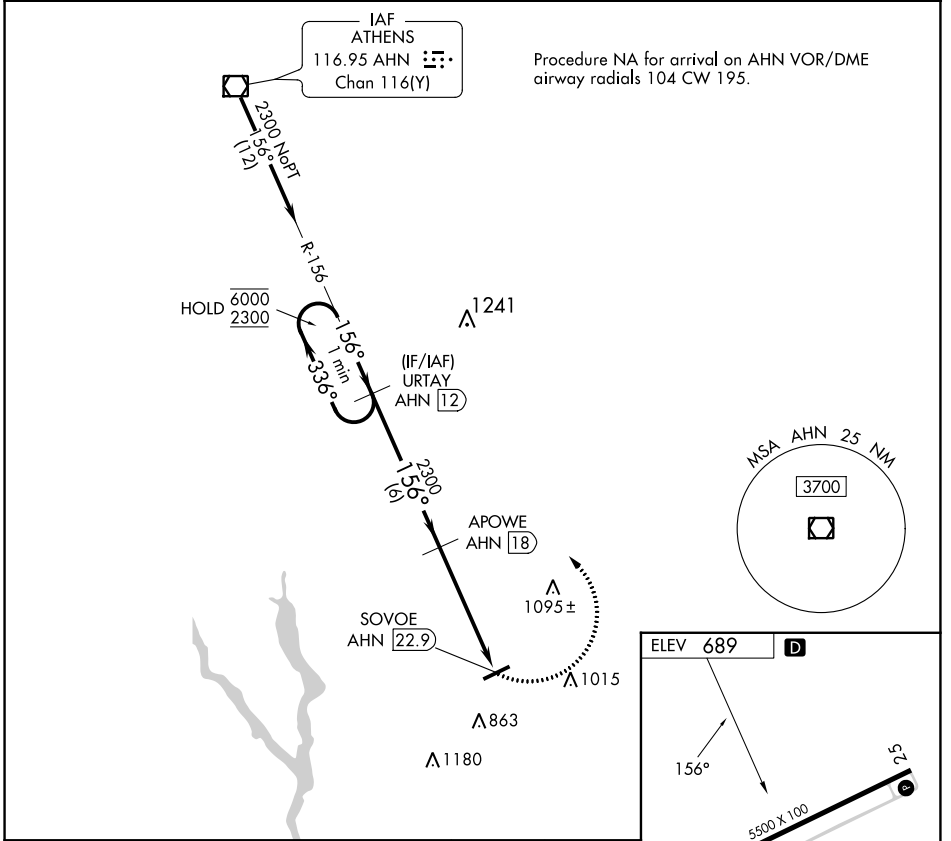 IAF
ATHENS
116.95 AHN
Chan 116(Y)
Procedure NA for arrival on AHN VOR/DME
airway radials 104 CW 195.
2300 NoPT
156°
(12)
R-156
HOLD 6000
2300
1241
156°
1 min
336°
(IF/IAF)
URTAY
AHN 12
2300
156°
(6)
MSA AHN 25 NM
3700
APOWE
AHN 18
1095±
SOVOE
AHN 22.9
1015
863
1180
ELEV 689 D
156°
25
P
5500 X 100